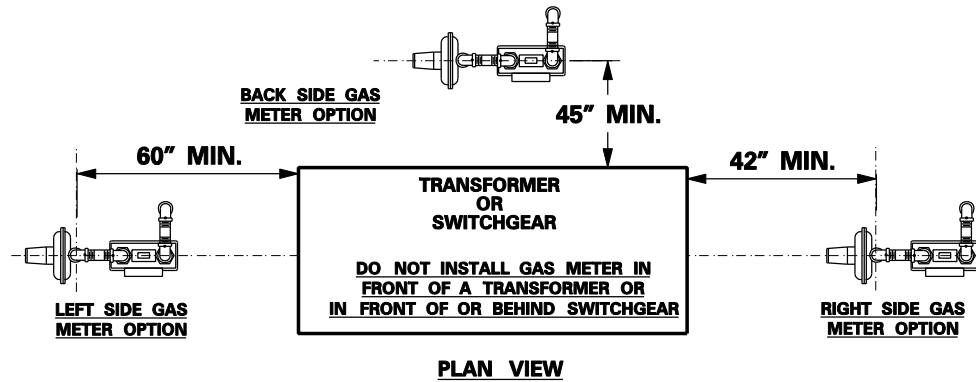 BACK SIDE GAS
METER OPTION
45" MIN.
60" MIN.
42" MIN.
TRANSFORMER
OR
SWITCHGEAR
DO NOT INSTALL GAS METER IN
FRONT OF A TRANSFORMER OR
IN FRONT OF OR BEHIND SWITCHGEAR
LEFT SIDE GAS
METER OPTION
RIGHT SIDE GAS
METER OPTION
PLAN VIEW